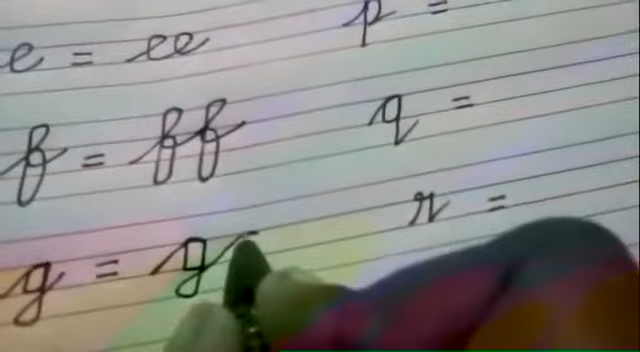 e = ee
p =
f = ff
q =
g = g
r =